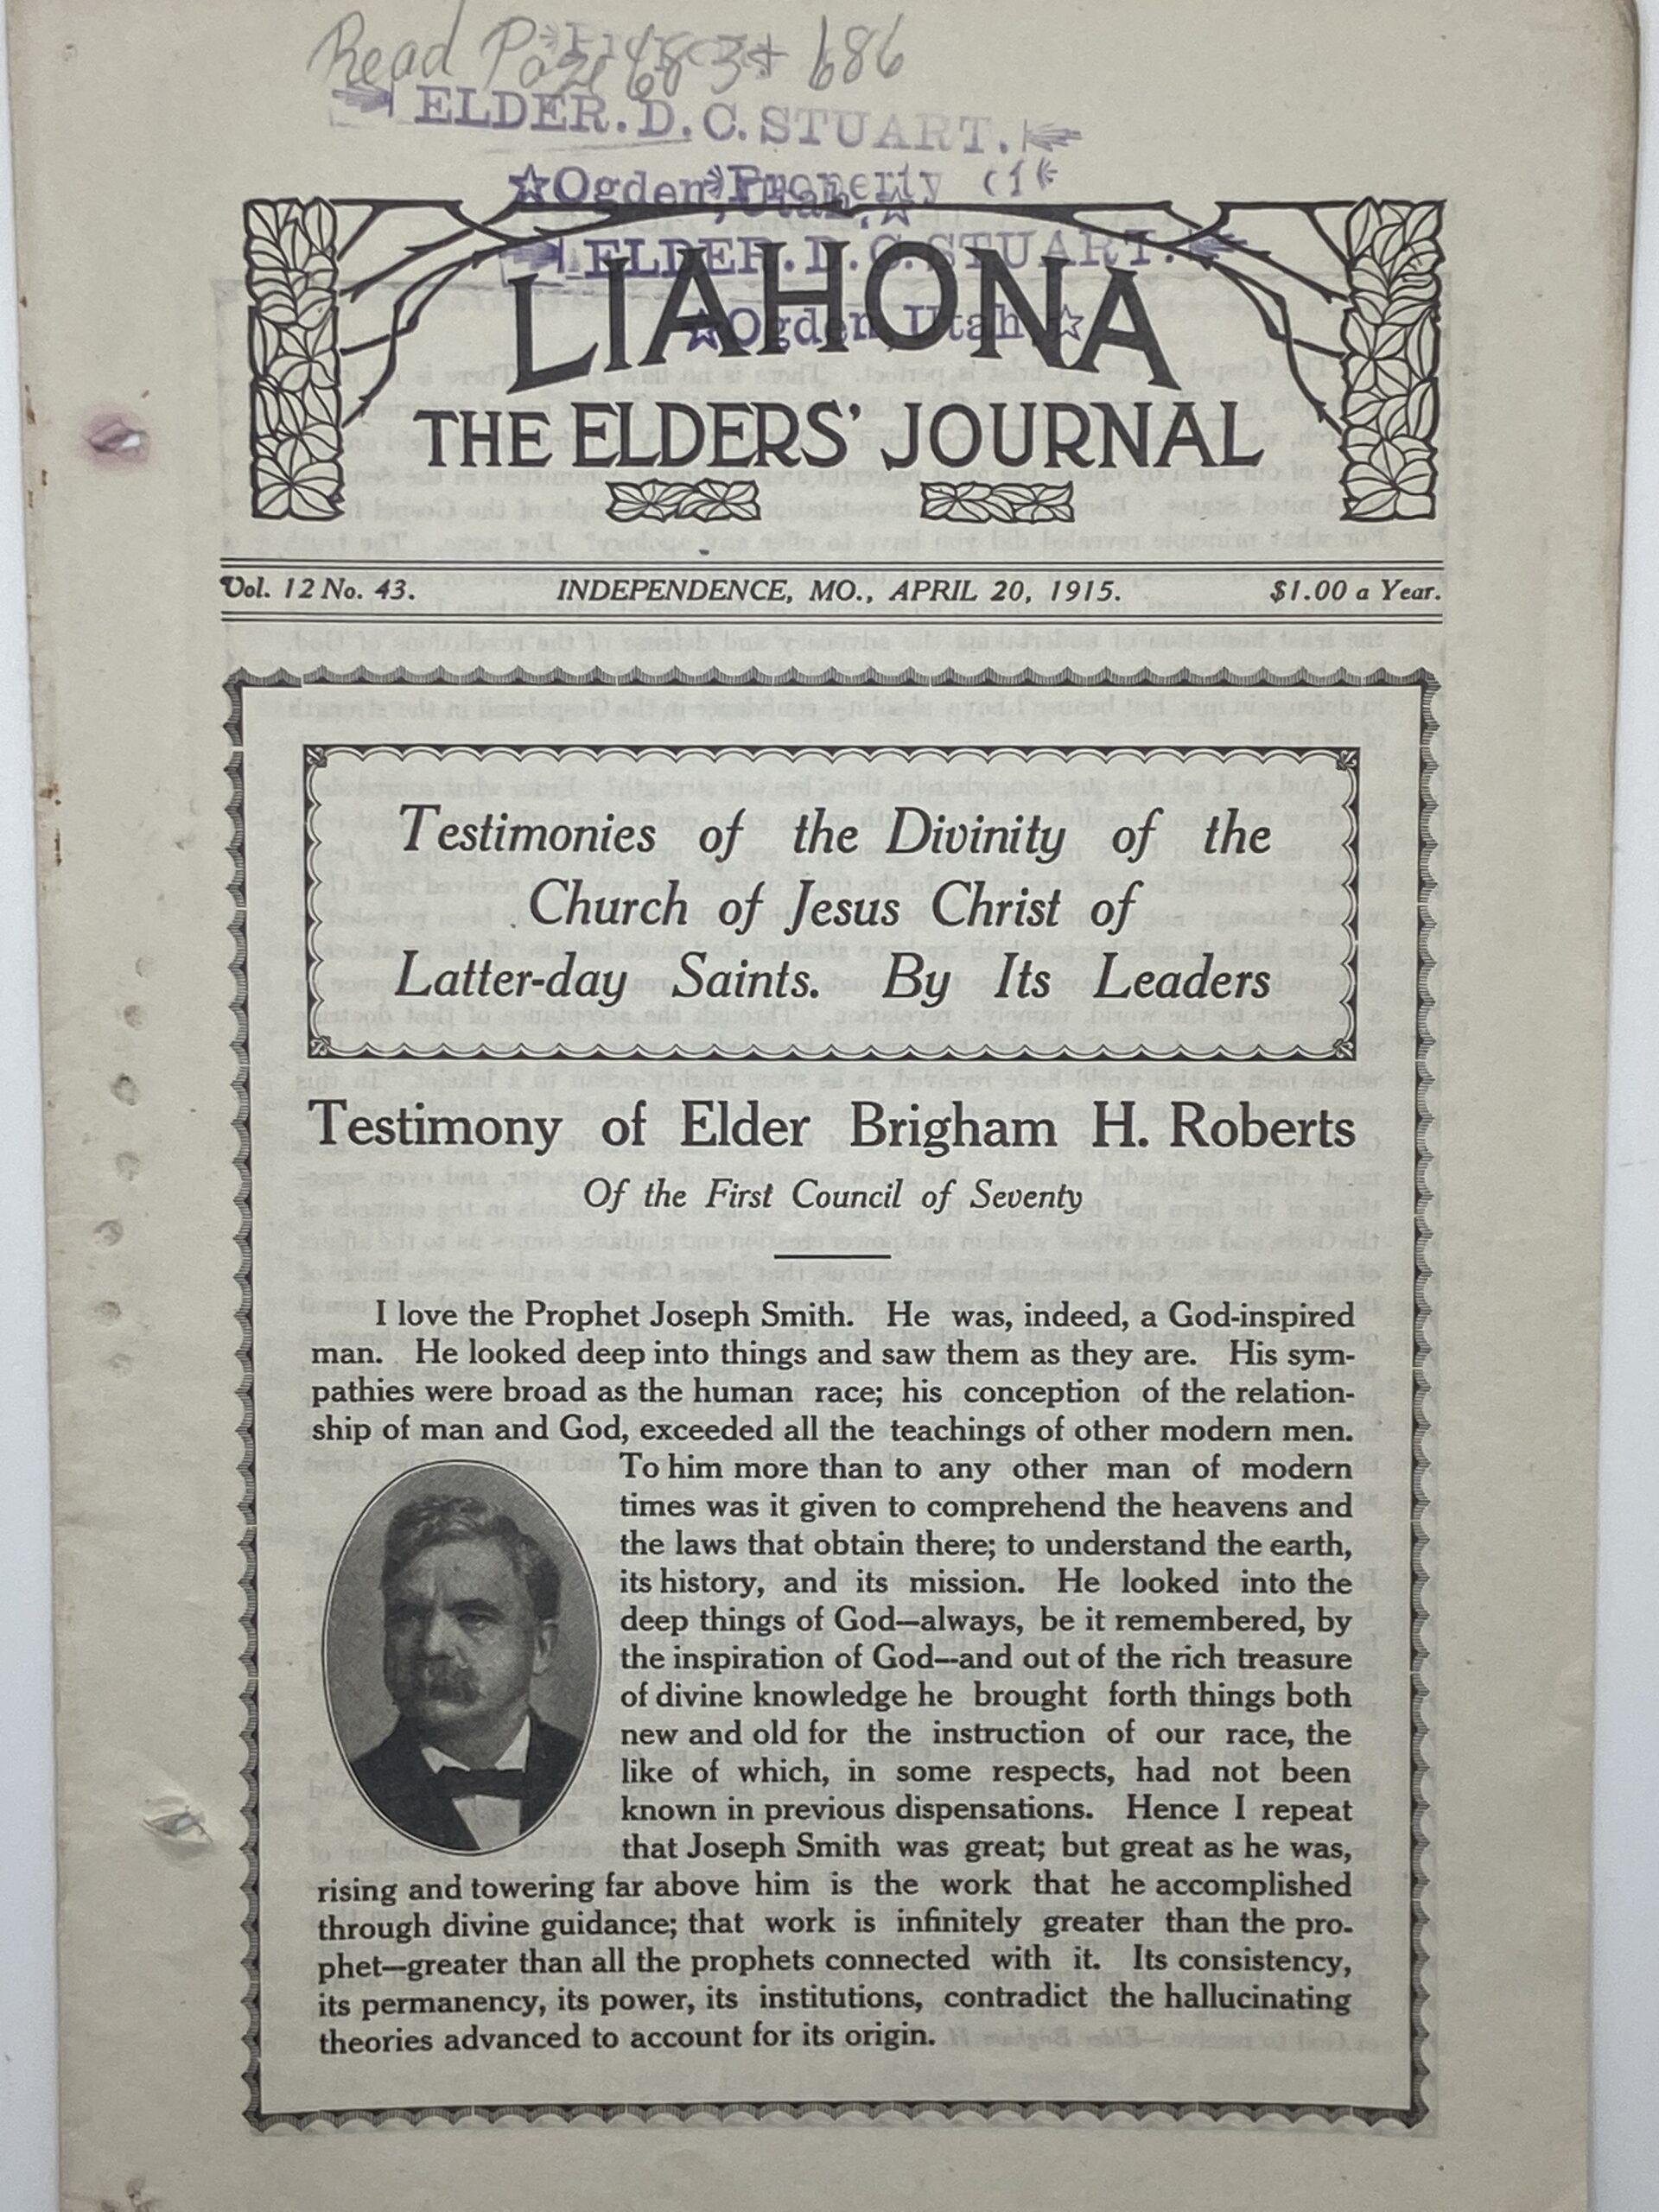 Read Page 683 + 686
ELDER. D. C. STUART.
☆Ogden, Utah.☆
Property of
ELDER. D. C. STUART.
☆Ogden, Utah.☆
LIAHONA
THE ELDERS' JOURNAL
Vol. 12 No. 43. INDEPENDENCE, MO., APRIL 20, 1915. $1.00 a Year.
Testimonies of the Divinity of the
Church of Jesus Christ of
Latter-day Saints. By Its Leaders
Testimony of Elder Brigham H. Roberts
Of the First Council of Seventy
I love the Prophet Joseph Smith. He was, indeed, a God-inspired
man. He looked deep into things and saw them as they are. His sym-
pathies were broad as the human race; his conception of the relation-
ship of man and God, exceeded all the teachings of other modern men.
To him more than to any other man of modern
times was it given to comprehend the heavens and
the laws that obtain there; to understand the earth,
its history, and its mission. He looked into the
deep things of God—always, be it remembered, by
the inspiration of God—and out of the rich treasure
of divine knowledge he brought forth things both
new and old for the instruction of our race, the
like of which, in some respects, had not been
known in previous dispensations. Hence I repeat
that Joseph Smith was great; but great as he was,
rising and towering far above him is the work that he accomplished
through divine guidance; that work is infinitely greater than the pro-
phet—greater than all the prophets connected with it. Its consistency,
its permanency, its power, its institutions, contradict the hallucinating
theories advanced to account for its origin.